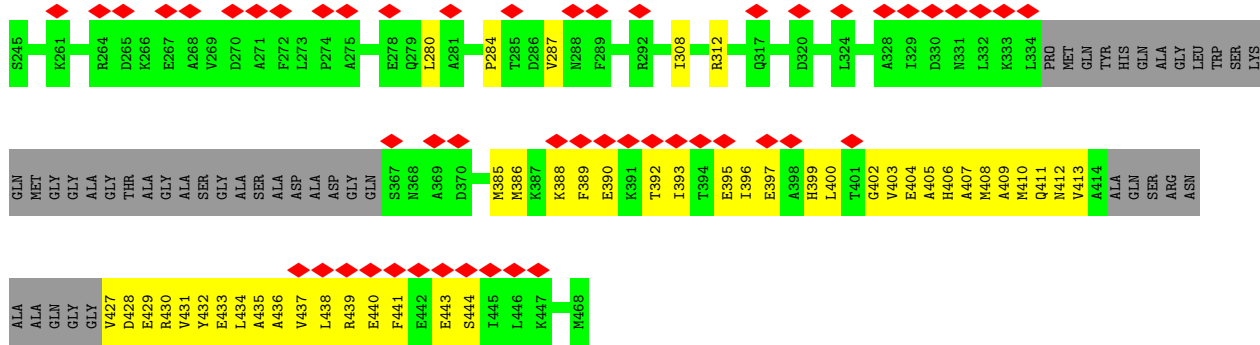 S245 K261 R264 D265 K266 E267 A268 V269 D270 A271 F272 L273 P274 A275 E278 Q279 L280 A281 P284 T285 D286 V287 N288 F289 R292 I308 R312 Q317 D320 L324 A328 I329 D330 N331 L332 K333 L334 PRO MET GLN TYR HIS GLN ALA GLY LEU TRP SER LYS
GLN MET GLY GLY ALA GLY THR ALA GLY ALA SER GLY ALA SER ALA ASP ALA ASP GLY GLN S367 N368 A369 D370 M385 M386 K387 K388 F389 E390 K391 T392 I393 T394 E395 I396 E397 A398 H399 L400 T401 G402 V403 E404 A405 H406 A407 M408 A409 M410 Q411 N412 V413 A414 ALA GLN SER ARG ASN
ALA ALA GLN GLY GLY V427 D428 E429 R430 V431 Y432 E433 L434 A435 A436 V437 L438 R439 E440 F441 E442 E443 S444 I445 L446 K447 M468